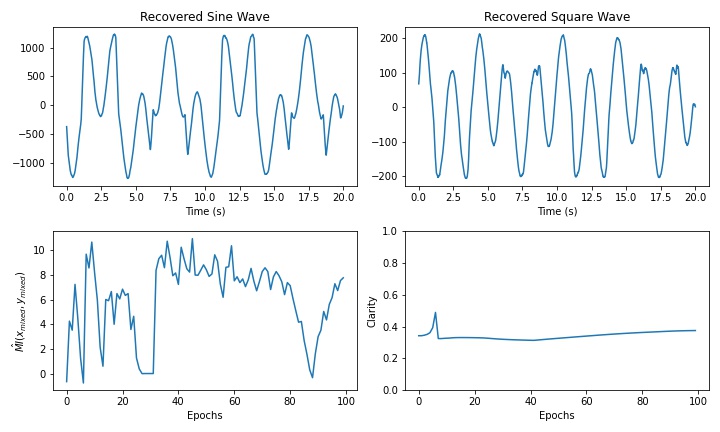 Recovered Sine Wave
1000
500
0
−500
−1000
0.0 2.5 5.0 7.5 10.0 12.5 15.0 17.5 20.0
Time (s)
Recovered Square Wave
200
100
0
−100
−200
0.0 2.5 5.0 7.5 10.0 12.5 15.0 17.5 20.0
Time (s)
M̂I(x_mixed, y_mixed)
10
8
6
4
2
0
0 20 40 60 80 100
Epochs
Clarity
1.0
0.8
0.6
0.4
0.2
0.0
0 20 40 60 80 100
Epochs